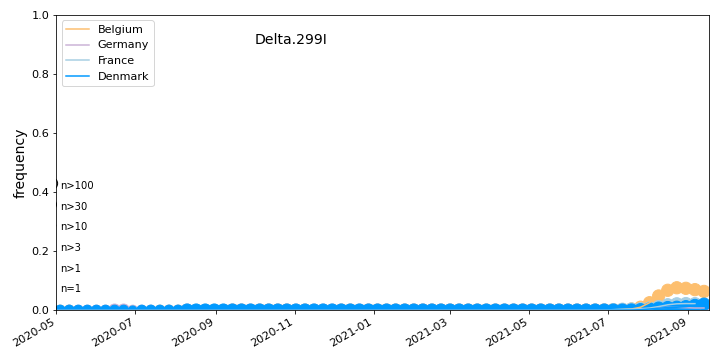 Delta.299I
Belgium
Germany
France
Denmark
frequency
1.0
0.8
0.6
0.4
0.2
0.0
n>100
n>30
n>10
n>3
n>1
n=1
2020-05
2020-07
2020-09
2020-11
2021-01
2021-03
2021-05
2021-07
2021-09